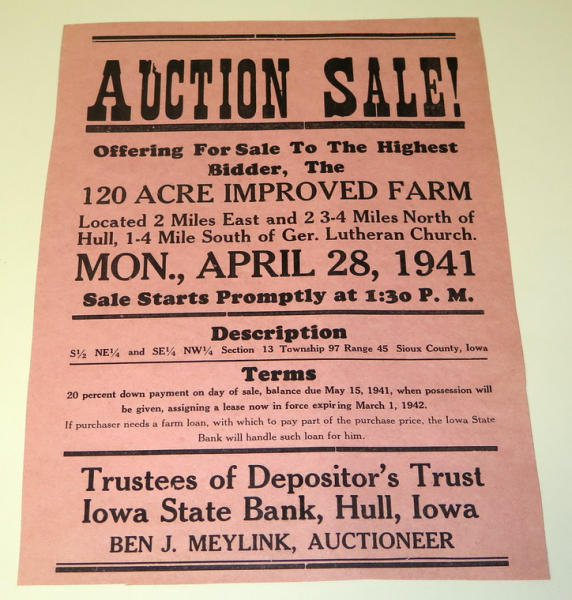 AUCTION SALE!
Offering For Sale To The Highest
Bidder, The
120 ACRE IMPROVED FARM
Located 2 Miles East and 2 3-4 Miles North of
Hull, 1-4 Mile South of Ger. Lutheran Church.
MON., APRIL 28, 1941
Sale Starts Promptly at 1:30 P. M.
Description
S½ NE¼ and SE¼ NW¼ Section 13 Township 97 Range 45 Sioux County, Iowa
Terms
20 percent down payment on day of sale, balance due May 15, 1941, when possession will
be given, assigning a lease now in force expiring March 1, 1942.
If purchaser needs a farm loan, with which to pay part of the purchase price, the Iowa State
Bank will handle such loan for him.
Trustees of Depositor's Trust
Iowa State Bank, Hull, Iowa
BEN J. MEYLINK, AUCTIONEER